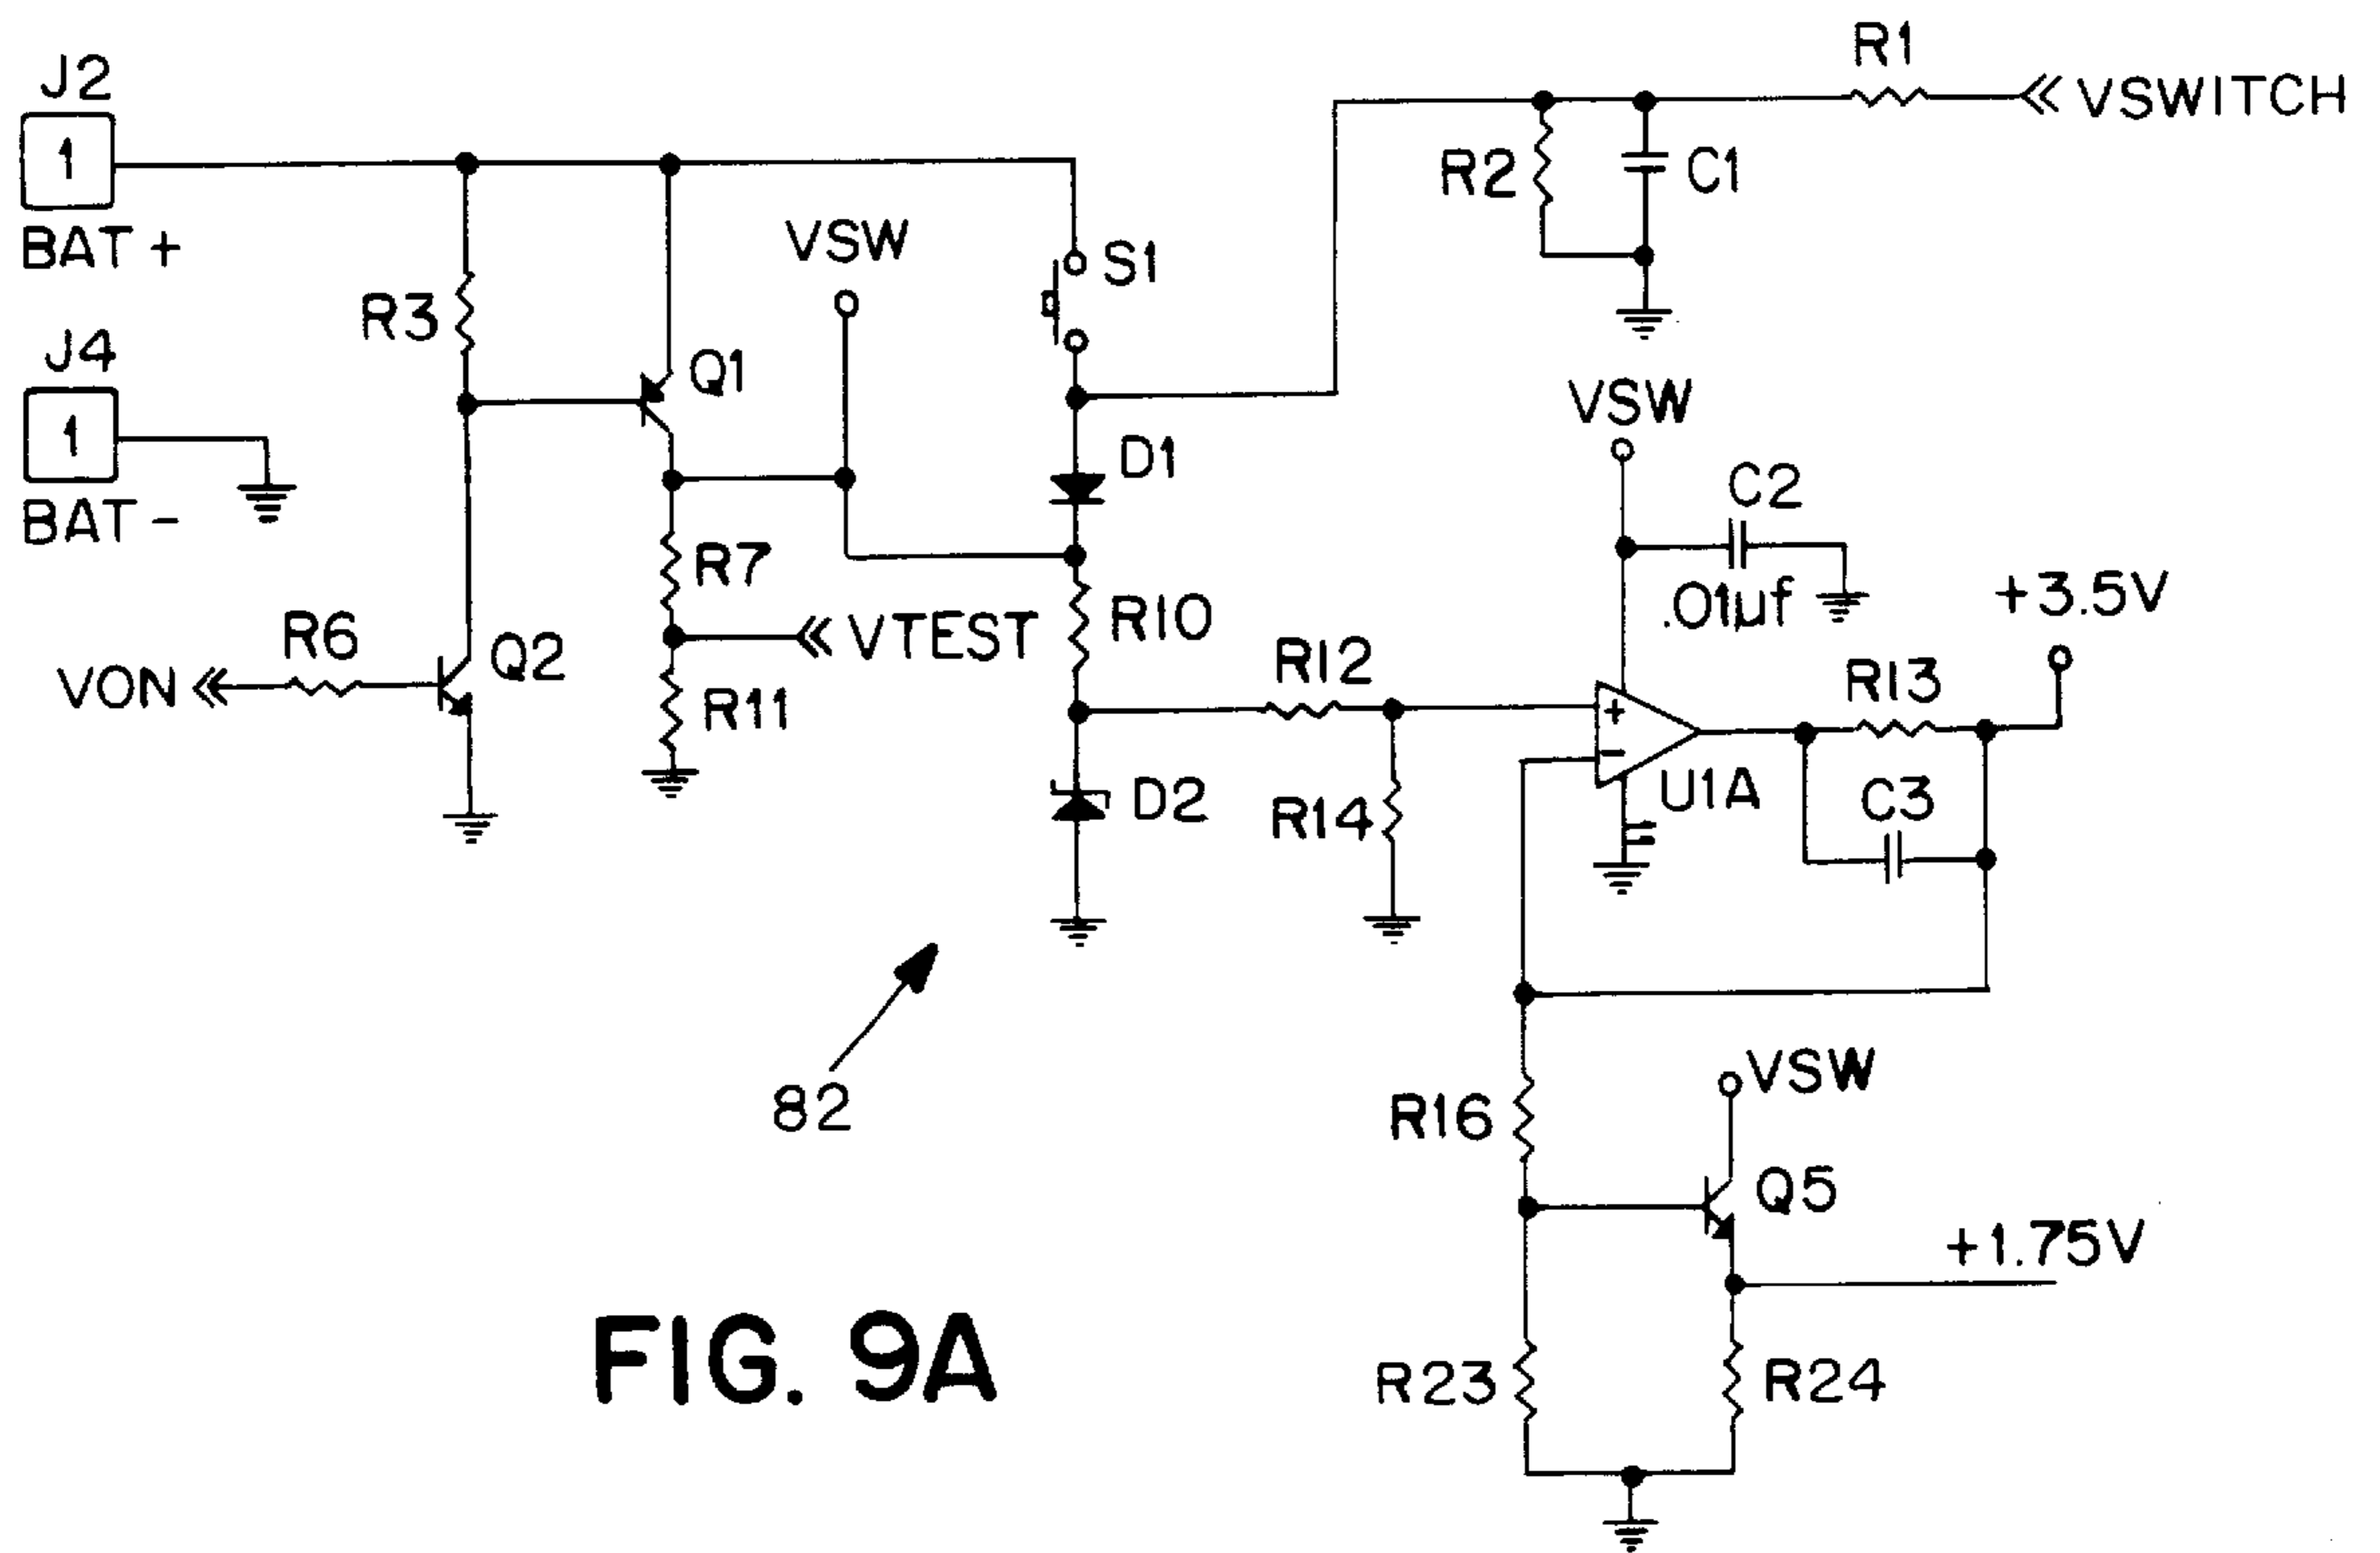 J2
1
BAT+
J4
1
BAT-
R3
Q1
VSW
S1
D1
R1
VSWITCH
R2
C1
VON
R6
Q2
R7
VTEST
R11
R10
D2
R12
R14
VSW
C2
.01µf
+3.5V
R13
+
-
U1A
C3
82
R16
VSW
Q5
+1.75V
R23
R24
FIG. 9A